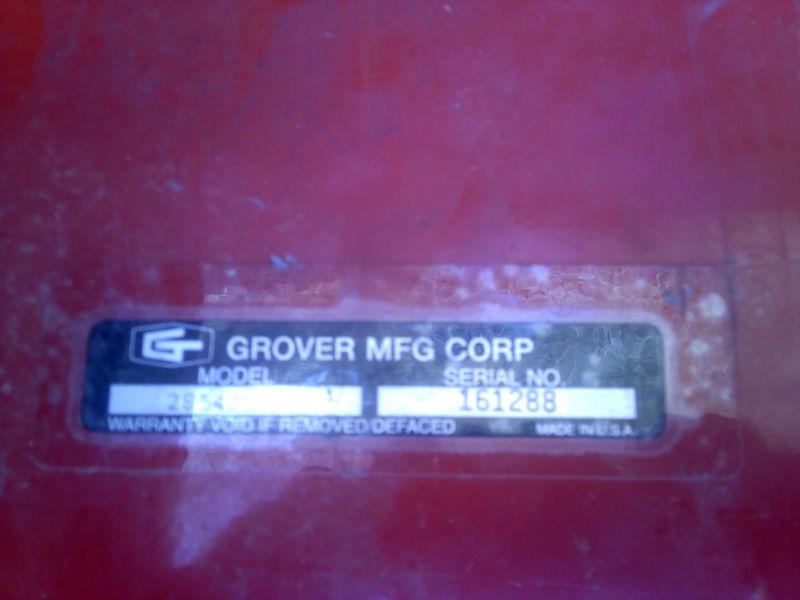 GROVER MFG CORP
MODEL SERIAL NO.
161288
WARRANTY VOID IF REMOVED/DEFACED MADE IN U.S.A.